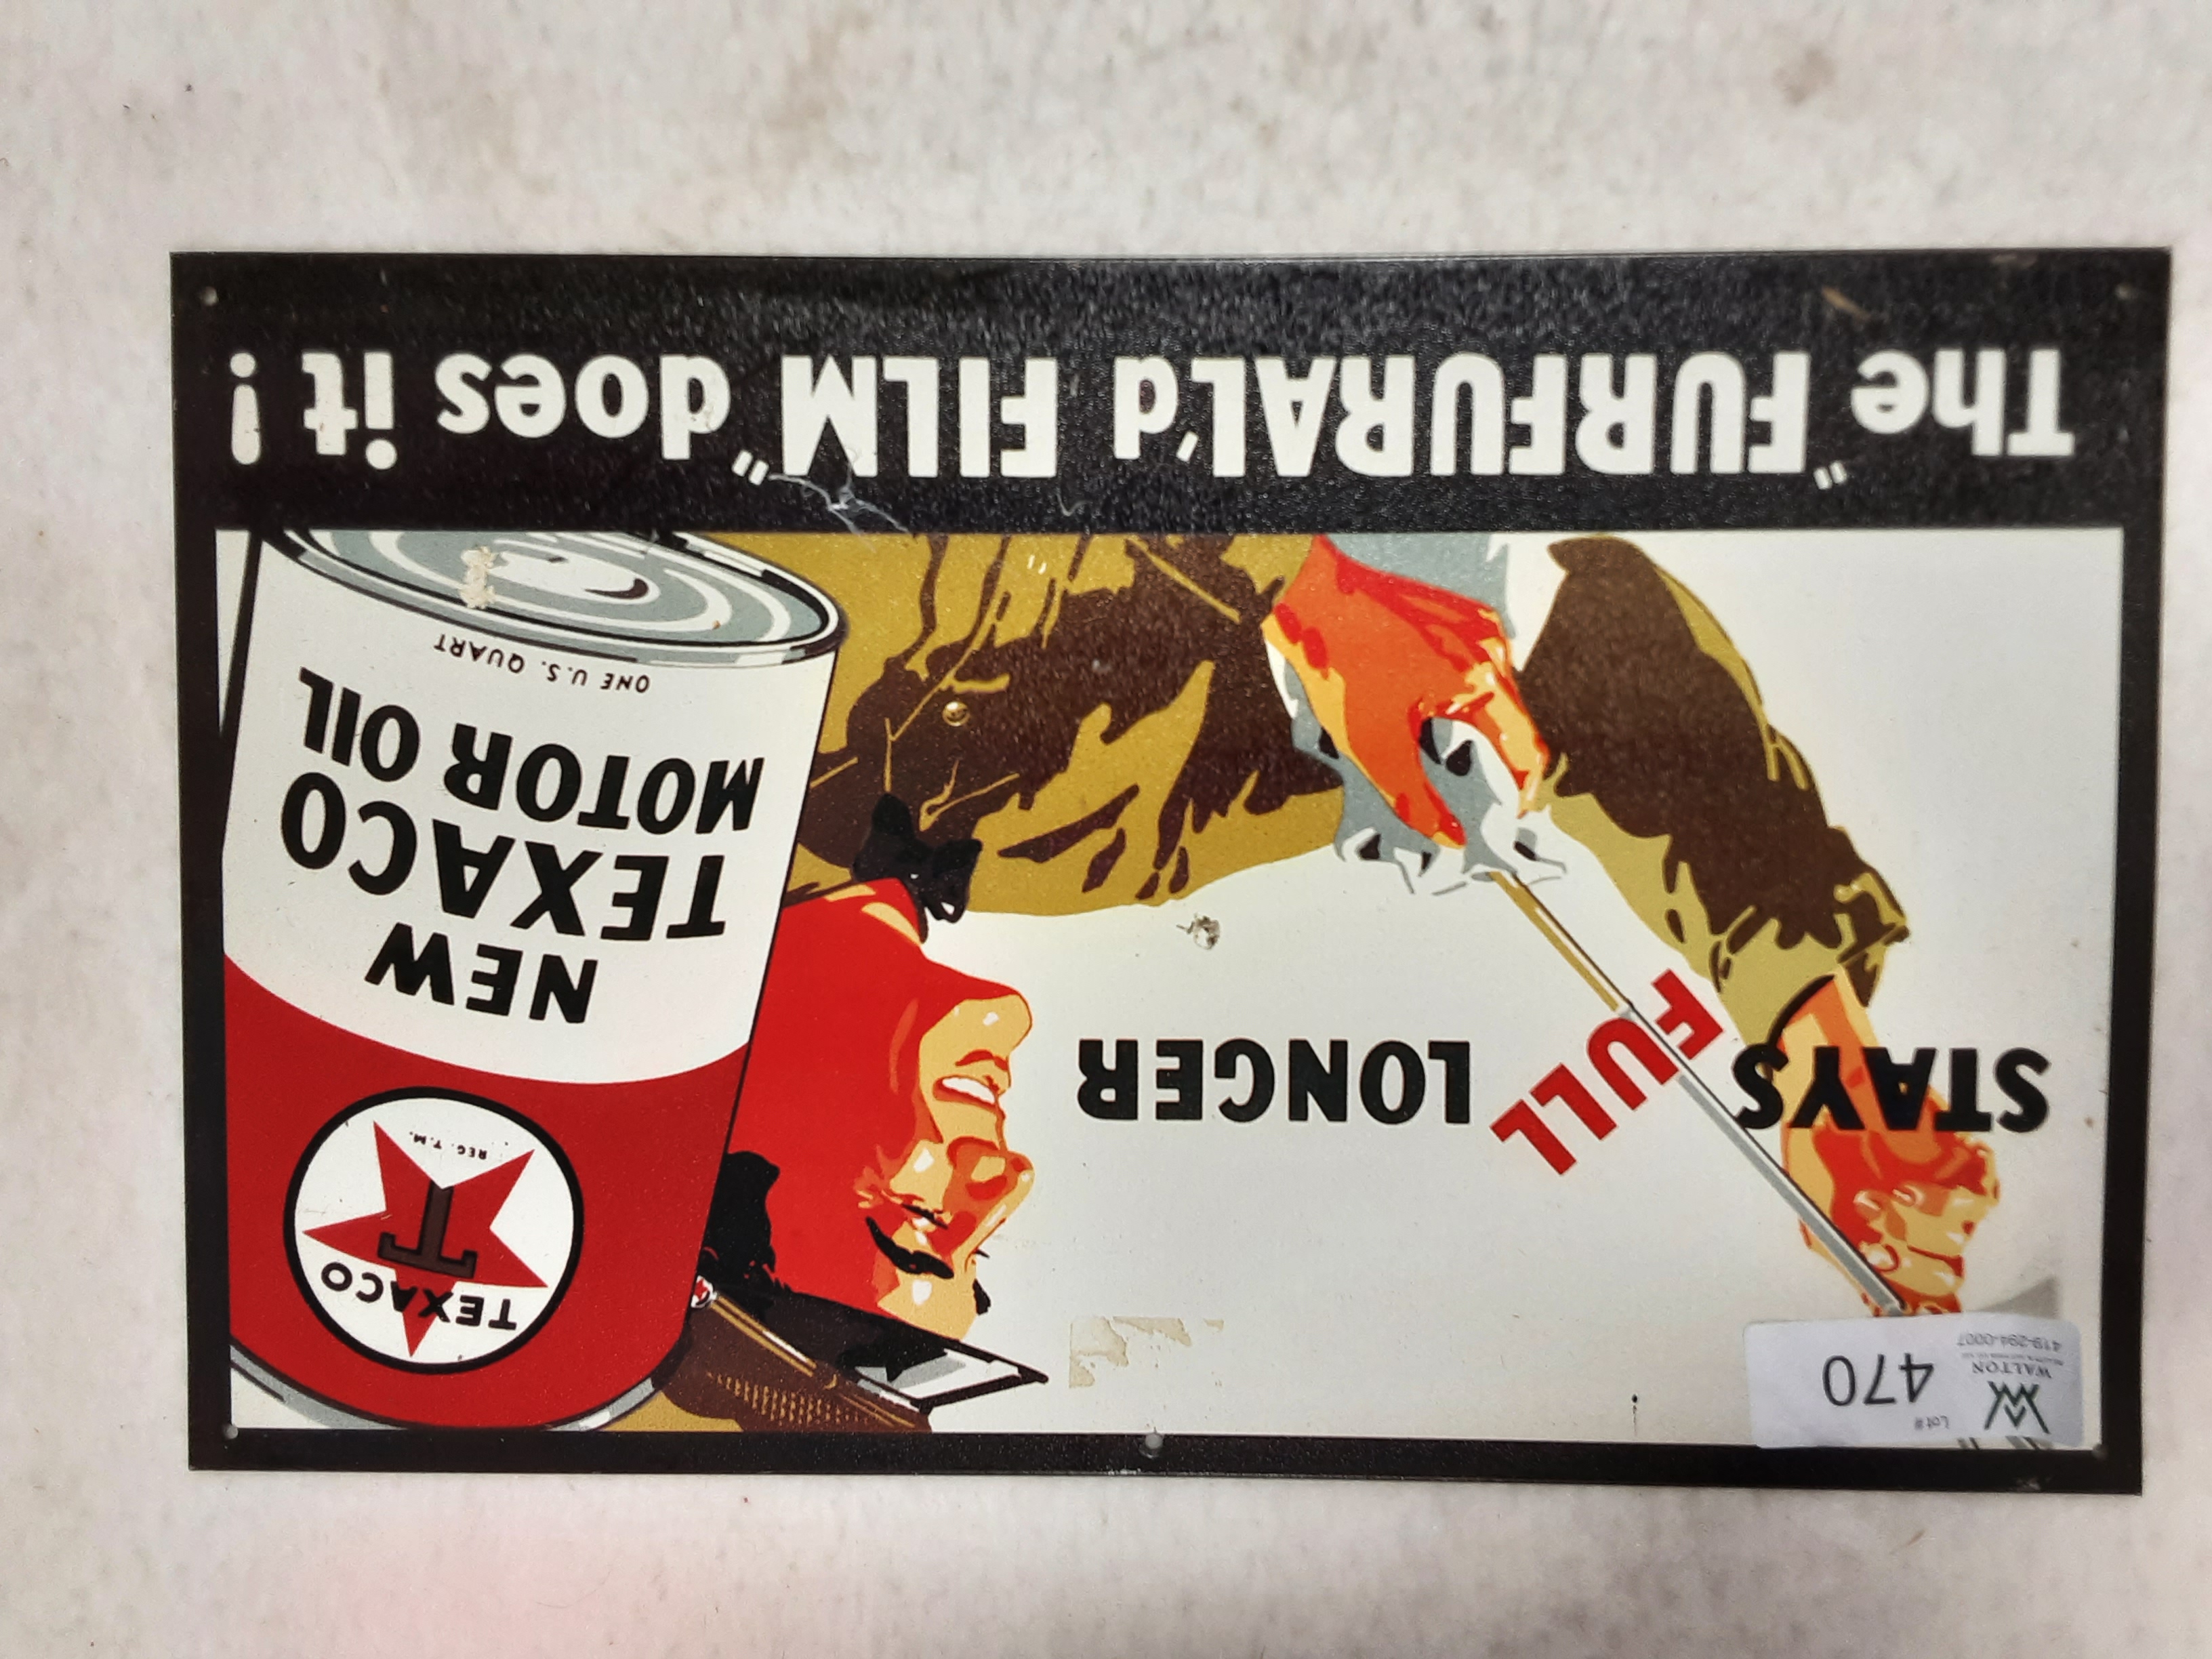 Lot#
470
WALTON
419-294-0007
STAYS FULL LONGER
TEXACO
T
REG. T.M.
NEW
TEXACO
MOTOR OIL
ONE U.S. QUART
The "FURFURAL'd FILM" does it!